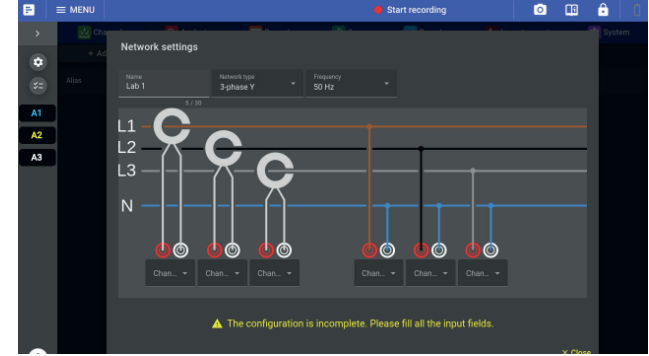 MENU
Start recording
Cha
System
+ Ad
Network settings
Alias
Name
Lab 1
Network type
3-phase Y
Frequency
50 Hz
5 / 30
A1
A2
A3
L1
L2
L3
N
Chan... Chan... Chan... Chan... Chan... Chan...
The configuration is incomplete. Please fill all the input fields.
× Close